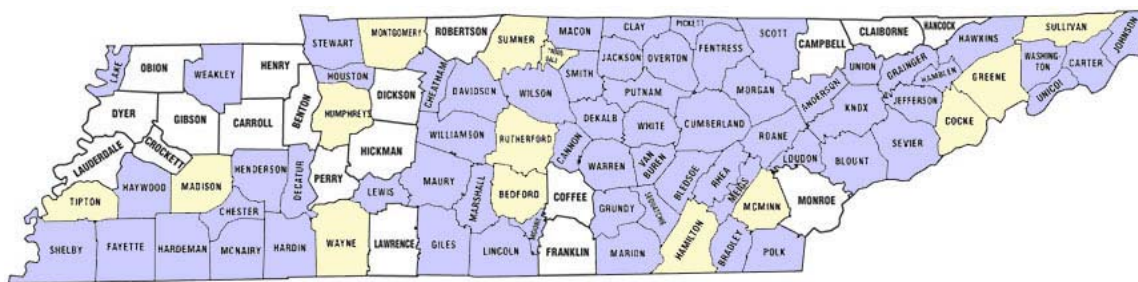 STEWART
MONTGOMERY
ROBERTSON
SUMNER
MACON
CLAY
PICKETT
SCOTT
CAMPBELL
CLAIBORNE
HANCOCK
HAWKINS
SULLIVAN
JOHNSON
LAKE
OBION
WEAKLEY
HENRY
HOUSTON
CHEATHAM
DAVIDSON
WILSON
SMITH
JACKSON
OVERTON
FENTRESS
UNION
GRAINGER
HAMBLEN
GREENE
WASHING-
TON
CARTER
UNICOI
DYER
GIBSON
CARROLL
BENTON
HUMPHREYS
DICKSON
PUTNAM
MORGAN
ANDERSON
KNOX
JEFFERSON
COCKE
LAUDERDALE
CROCKETT
WILLIAMSON
RUTHERFORD
CANNON
DEKALB
WHITE
CUMBERLAND
ROANE
LOUDON
BLOUNT
SEVIER
TIPTON
HAYWOOD
MADISON
HENDERSON
DECATUR
PERRY
HICKMAN
LEWIS
MAURY
MARSHALL
BEDFORD
COFFEE
WARREN
VAN
BUREN
BLEDSOE
RHEA
MEIGS
MCMINN
MONROE
CHESTER
MOORE
GRUNDY
SEQUATCHIE
SHELBY
FAYETTE
HARDEMAN
MCNAIRY
HARDIN
WAYNE
LAWRENCE
GILES
LINCOLN
FRANKLIN
MARION
HAMILTON
BRADLEY
POLK